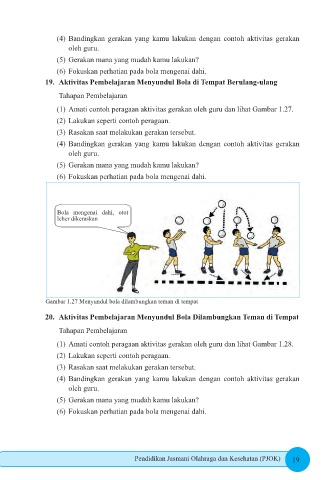 (4) Bandingkan gerakan yang kamu lakukan dengan contoh aktivitas gerakan
oleh guru.
(5) Gerakan mana yang mudah kamu lakukan?
(6) Fokuskan perhatian pada bola mengenai dahi.
19. Aktivitas Pembelajaran Menyundul Bola di Tempat Berulang-ulang
Tahapan Pembelajaran
(1) Amati contoh peragaan aktivitas gerakan oleh guru dan lihat Gambar 1.27.
(2) Lakukan seperti contoh peragaan.
(3) Rasakan saat melakukan gerakan tersebut.
(4) Bandingkan gerakan yang kamu lakukan dengan contoh aktivitas gerakan
oleh guru.
(5) Gerakan mana yang mudah kamu lakukan?
(6) Fokuskan perhatian pada bola mengenai dahi.
Bola mengenai dahi, otot
leher dikeraskan
Gambar 1.27 Menyundul bola dilambungkan teman di tempat
20. Aktivitas Pembelajaran Menyundul Bola Dilambungkan Teman di Tempat
Tahapan Pembelajaran
(1) Amati contoh peragaan aktivitas gerakan oleh guru dan lihat Gambar 1.28.
(2) Lakukan seperti contoh peragaan.
(3) Rasakan saat melakukan gerakan tersebut.
(4) Bandingkan gerakan yang kamu lakukan dengan contoh aktivitas gerakan
oleh guru.
(5) Gerakan mana yang mudah kamu lakukan?
(6) Fokuskan perhatian pada bola mengenai dahi.
Pendidikan Jasmani Olahraga dan Kesehatan (PJOK) 19